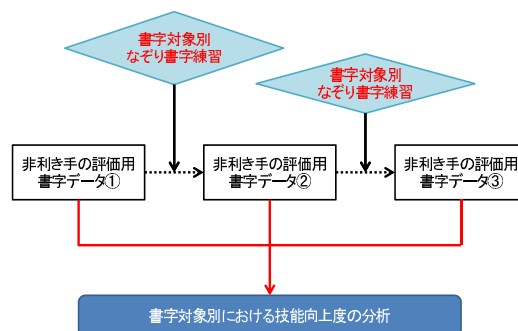 書字対象別
なぞり書字練習
書字対象別
なぞり書字練習
非利き手の評価用
書字データ①
非利き手の評価用
書字データ②
非利き手の評価用
書字データ③
書字対象別における技能向上度の分析